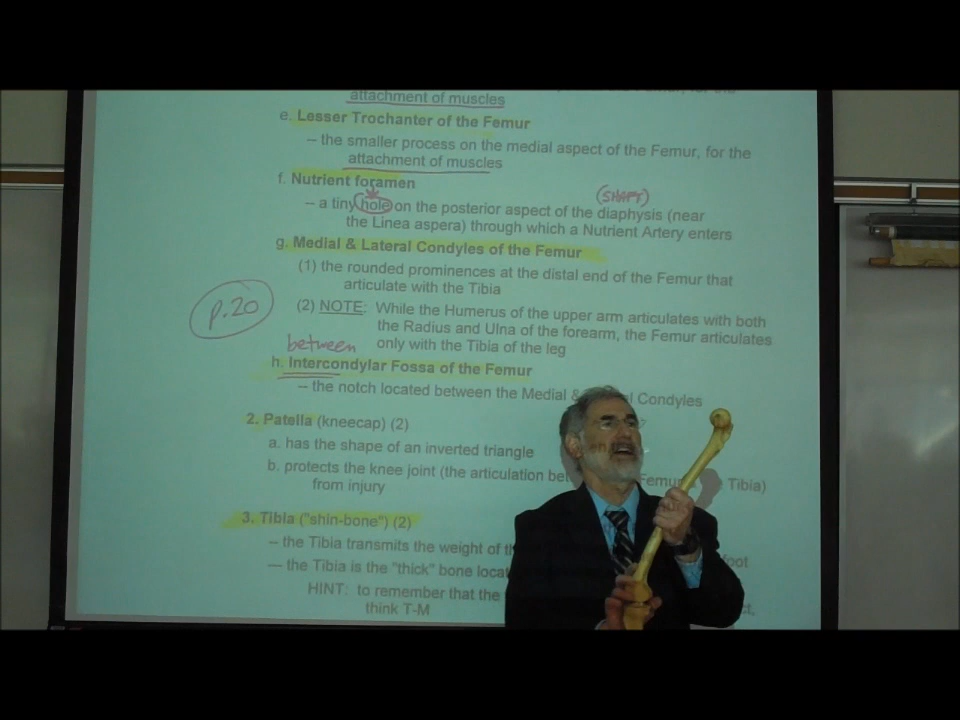 attachment of muscles
e. Lesser Trochanter of the Femur
– the smaller process on the medial aspect of the Femur, for the
attachment of muscles
f. Nutrient foramen
(SHAFT)
– a tiny hole on the posterior aspect of the diaphysis (near
the Linea aspera) through which a Nutrient Artery enters
g. Medial & Lateral Condyles of the Femur
(1) the rounded prominences at the distal end of the Femur that
articulate with the Tibia
p.20
(2) NOTE: While the Humerus of the upper arm articulates with both
the Radius and Ulna of the forearm, the Femur articulates
only with the Tibia of the leg
between
h. Intercondylar Fossa of the Femur
– the notch located between the Medial & Condyles
2. Patella (kneecap) (2)
a. has the shape of an inverted triangle
b. protects the knee joint (the articulation Femur Tibia)
from injury
3. Tibia ("shin-bone") (2)
– the Tibia transmits the weight of foot
— the Tibia is the "thick" bone
HINT: to remember that the
think T-M